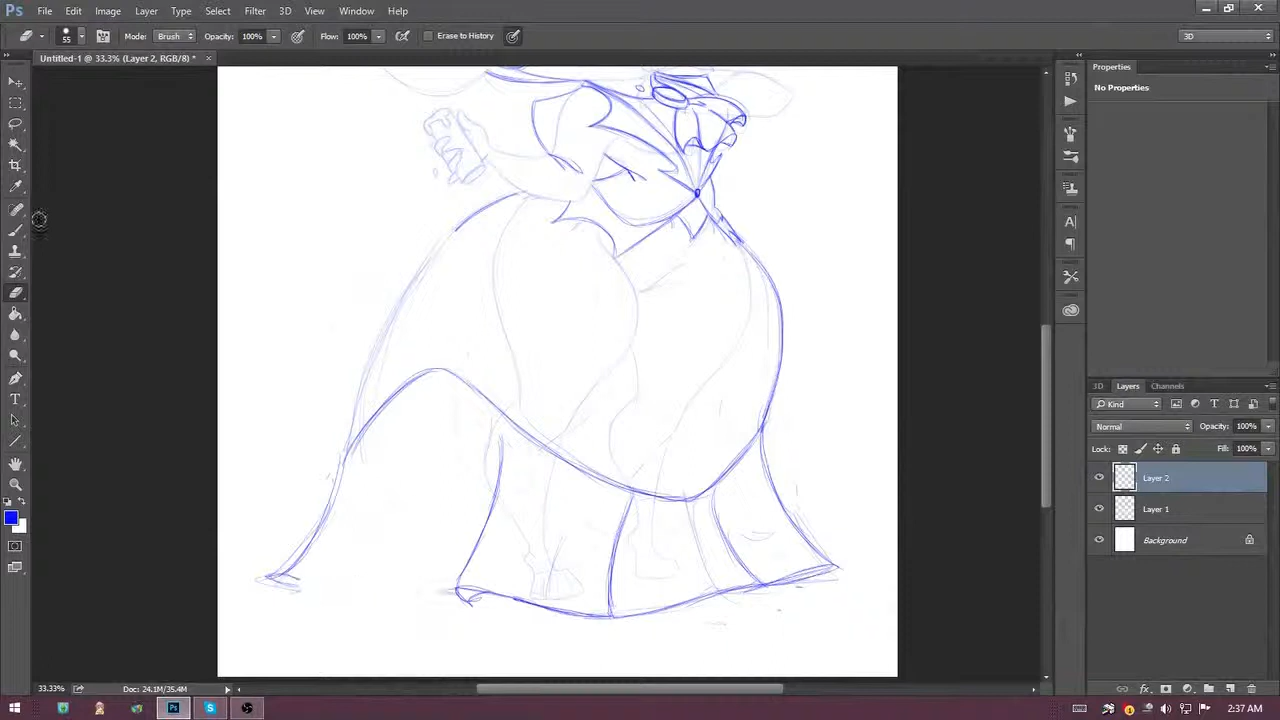 Ps File Edit Image Layer Type Select Filter 3D View Window Help
55 Mode: Brush Opacity: 100% Flow: 100% Erase to History 3D
Untitled-1 @ 33.3% (Layer 2, RGB/8) * ×
Properties
No Properties
3D Layers Channels
Kind
Normal Opacity: 100%
Lock: Fill: 100%
Layer 2
Layer 1
Background
33.33% Doc: 24.1M/35.4M
2:37 AM